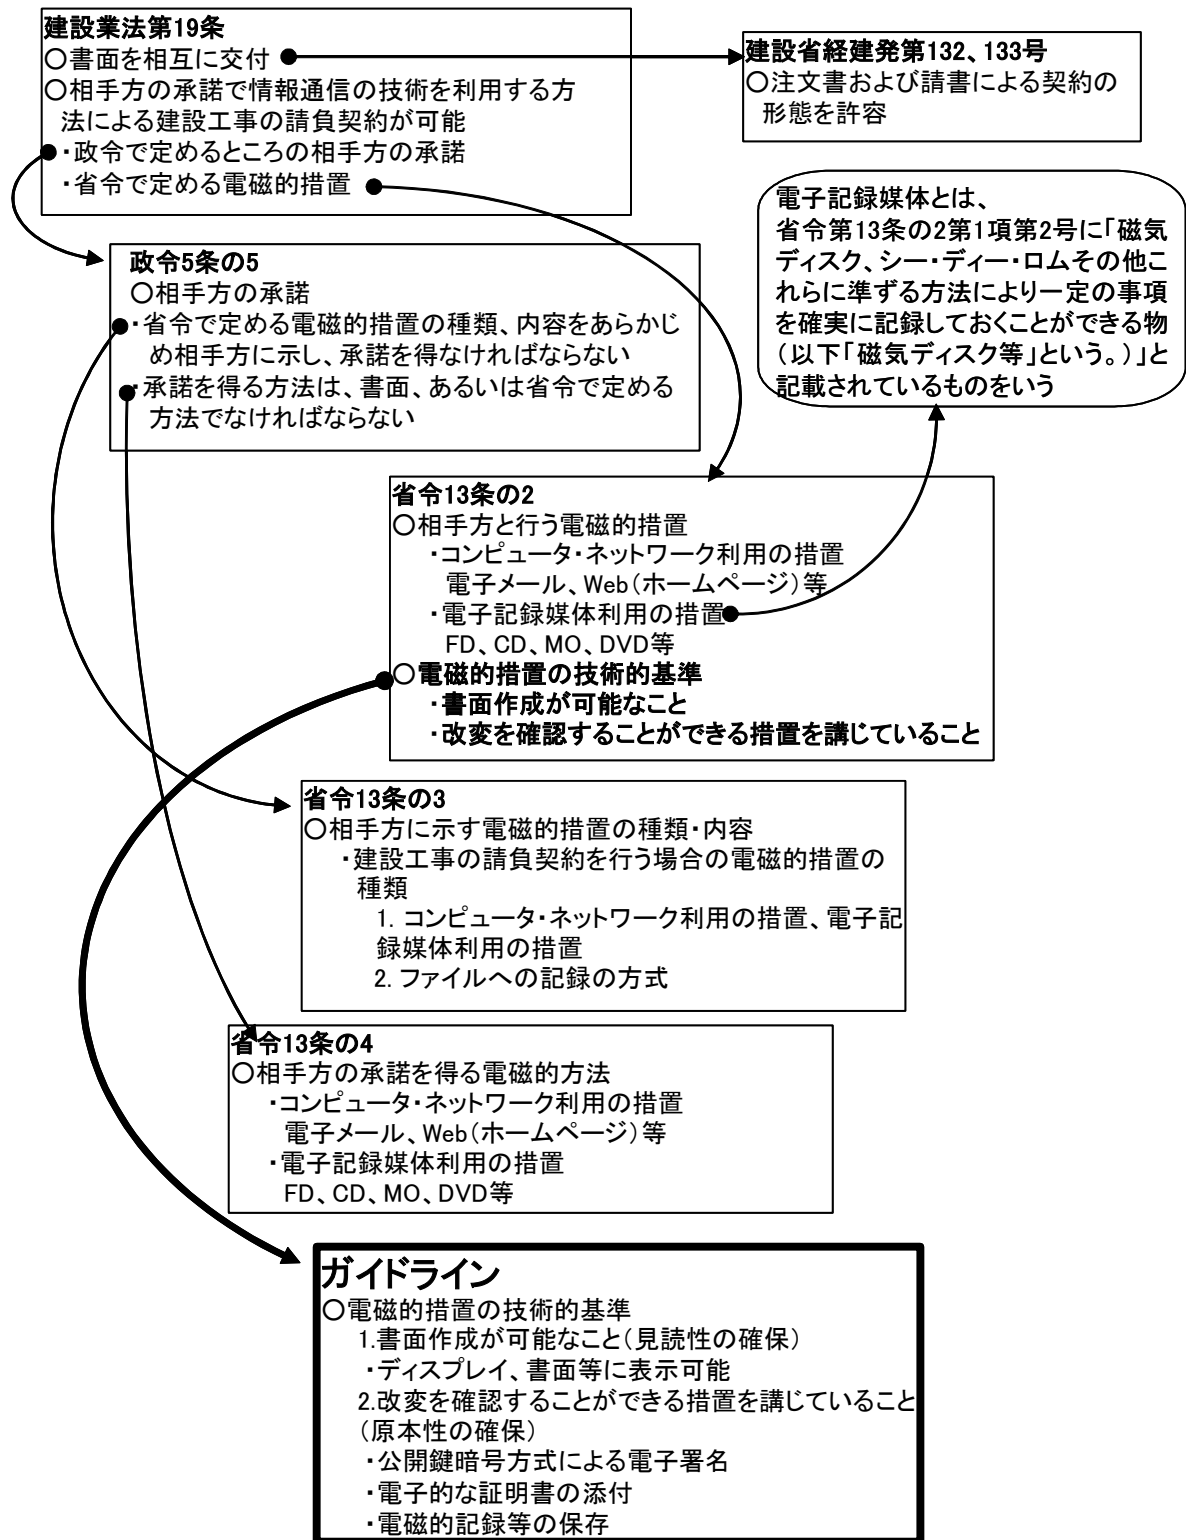 建設業法第19条
○書面を相互に交付
○相手方の承諾で情報通信の技術を利用する方
法による建設工事の請負契約が可能
・政令で定めるところの相手方の承諾
・省令で定める電磁的措置
建設省経建発第132、133号
○注文書および請書による契約の
形態を許容
電子記録媒体とは、
省令第13条の2第1項第2号に「磁気
ディスク、シー・ディー・ロムその他こ
れらに準ずる方法により一定の事項
を確実に記録しておくことができる物
(以下「磁気ディスク等」という。)」と
記載されているものをいう
政令5条の5
○相手方の承諾
・省令で定める電磁的措置の種類、内容をあらかじ
め相手方に示し、承諾を得なければならない
・承諾を得る方法は、書面、あるいは省令で定める
方法でなければならない
省令13条の2
○相手方と行う電磁的措置
・コンピュータ・ネットワーク利用の措置
電子メール、Web(ホームページ)等
・電子記録媒体利用の措置
FD、CD、MO、DVD等
○電磁的措置の技術的基準
・書面作成が可能なこと
・改変を確認することができる措置を講じていること
省令13条の3
○相手方に示す電磁的措置の種類・内容
・建設工事の請負契約を行う場合の電磁的措置の
種類
1. コンピュータ・ネットワーク利用の措置、電子記
録媒体利用の措置
2. ファイルへの記録の方式
省令13条の4
○相手方の承諾を得る電磁的方法
・コンピュータ・ネットワーク利用の措置
電子メール、Web(ホームページ)等
・電子記録媒体利用の措置
FD、CD、MO、DVD等
ガイドライン
○電磁的措置の技術的基準
1.書面作成が可能なこと(見読性の確保)
・ディスプレイ、書面等に表示可能
2.改変を確認することができる措置を講じていること
(原本性の確保)
・公開鍵暗号方式による電子署名
・電子的な証明書の添付
・電磁的記録等の保存